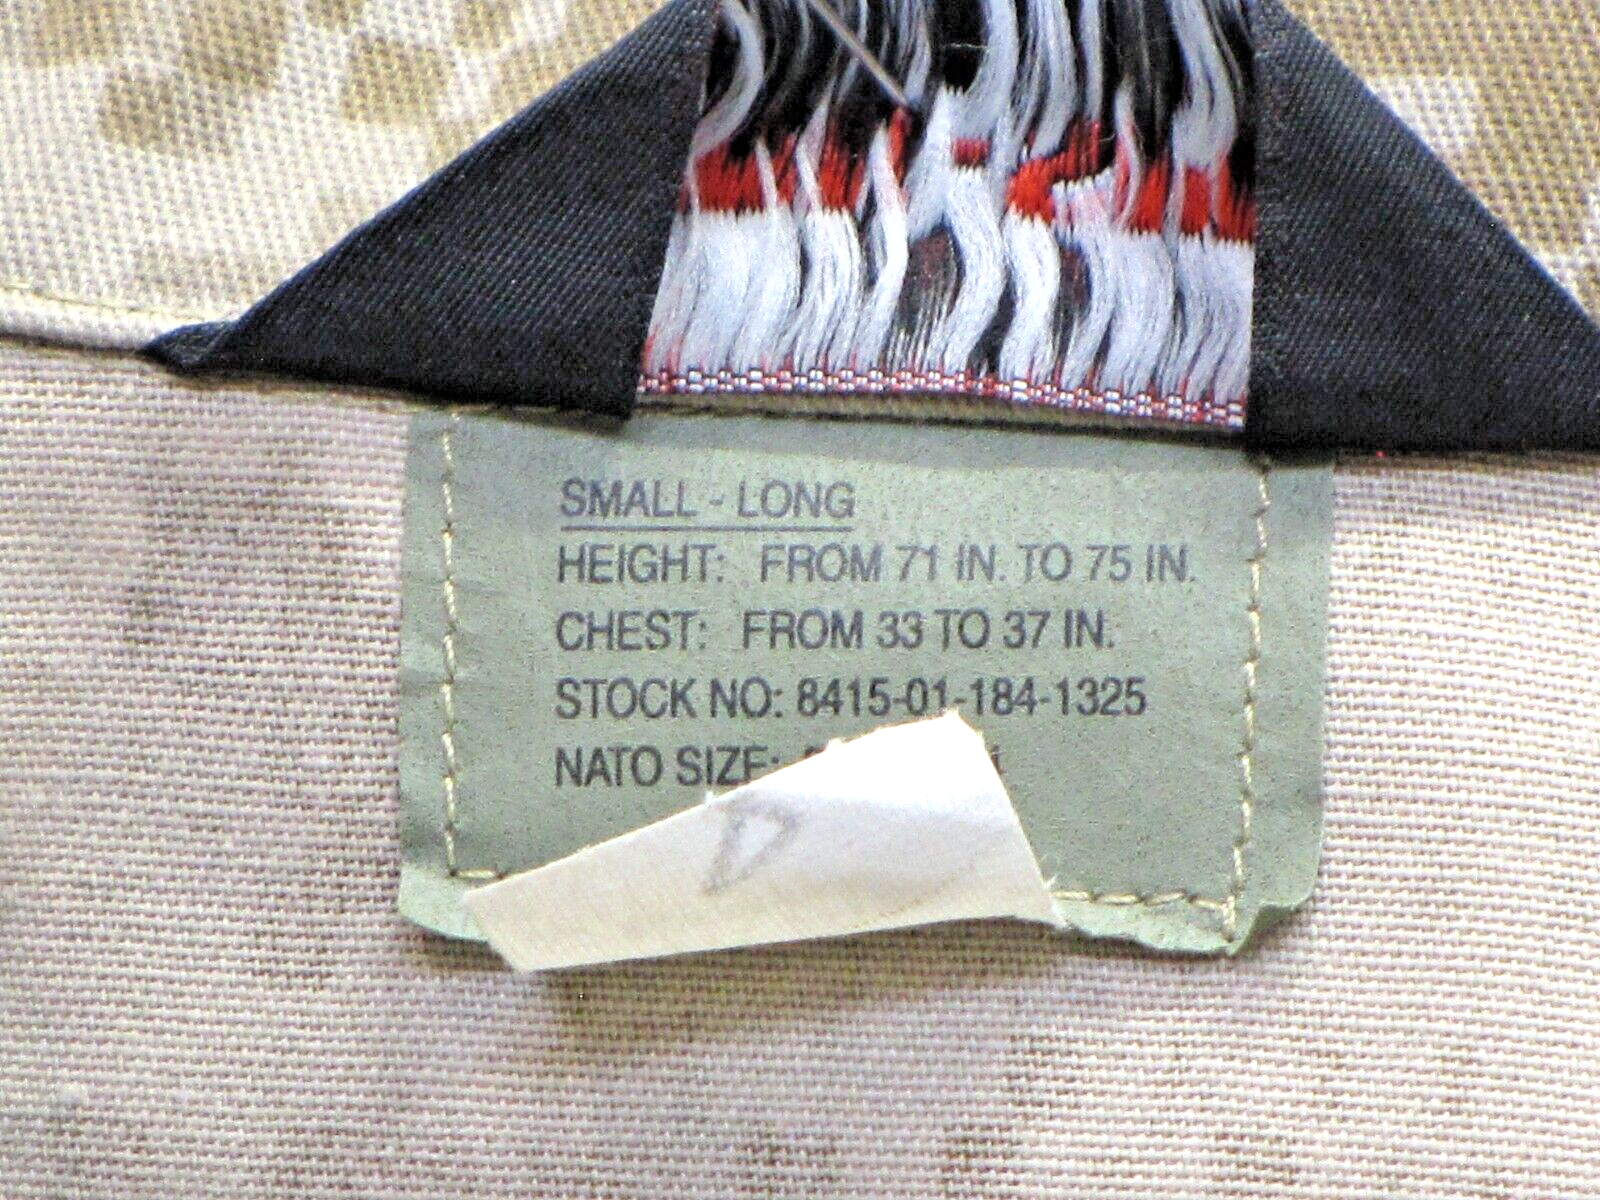 SMALL - LONG
HEIGHT: FROM 71 IN. TO 75 IN.
CHEST: FROM 33 TO 37 IN.
STOCK NO: 8415-01-184-1325
NATO SIZE: